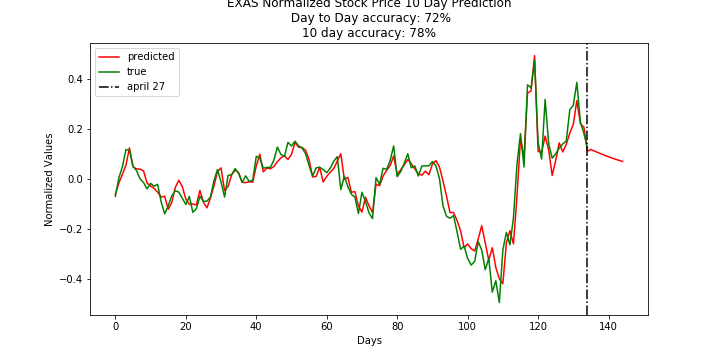 EXAS Normalized Stock Price 10 Day Prediction
Day to Day accuracy: 72%
10 day accuracy: 78%
predicted
true
april 27
Normalized Values
0.4
0.2
0.0
−0.2
−0.4
0 20 40 60 80 100 120 140
Days